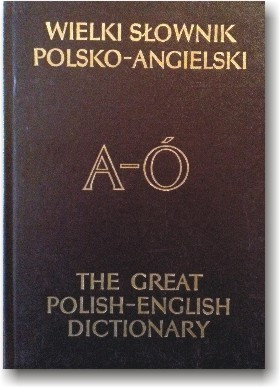 WIELKI SŁOWNIK
POLSKO-ANGIELSKI
A-Ó
THE GREAT
POLISH-ENGLISH
DICTIONARY